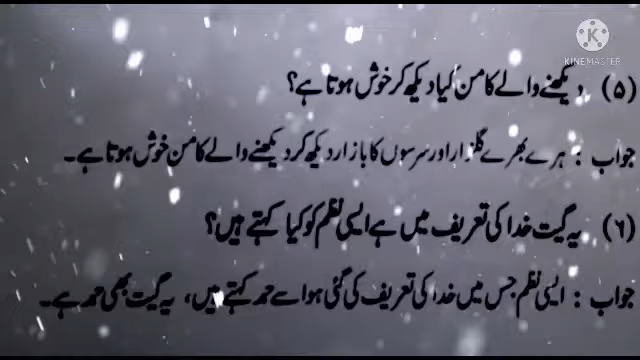 KINEMASTER
(۵) دیکھنے والے کا من کیا دیکھ کر خوش ہوتا ہے؟
جواب : ہرے بھرے گلزار اور سرسوں کا بازار دیکھ کر دیکھنے والے کا من خوش ہوتا ہے۔
(۶) یہ گیت خدا کی تعریف میں ہے ایسی نظم کو کیا کہتے ہیں؟
جواب : ایسی نظم جس میں خدا کی تعریف کی گئی ہو اسے حمد کہتے ہیں، یہ گیت بھی حمد ہے۔